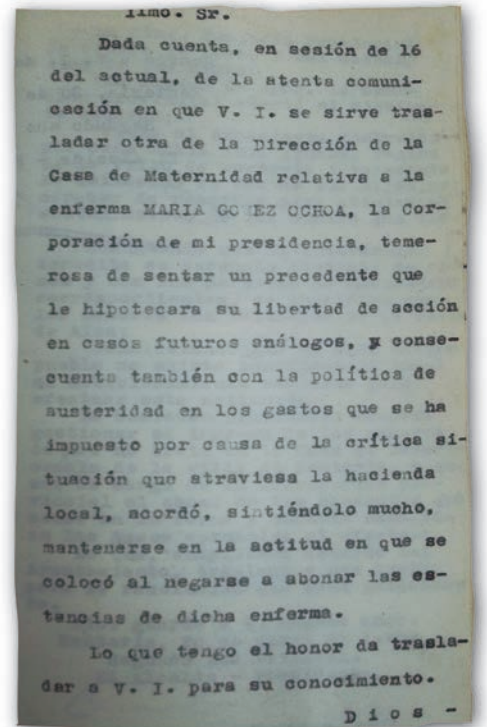 Iimo. Sr.
Dada cuenta, en sesión de 16
del actual, de la atenta comuni-
cación en que V. I. se sirve tras-
ladar otra de la Dirección de la
Casa de Maternidad relativa a la
enferma MARIA GO EZ OCHOA, la Cor-
poración de mi presidencia, teme-
rosa de sentar un precedente que
le hipotecara su libertad de acción
en casos futuros análogos, y conse-
cuenta también con la política de
austeridad en los gastos que se ha
impuesto por causa de la crítica si-
tuación que atraviesa la hacienda
local, acordó, sintiéndolo mucho,
mantenerse en la actitud en que se
colocó al negarse a abonar las es-
tancias de dicha enferma.
Lo que tengo el honor da trasla-
dar a V. I. para su conocimiento.
D i o s -